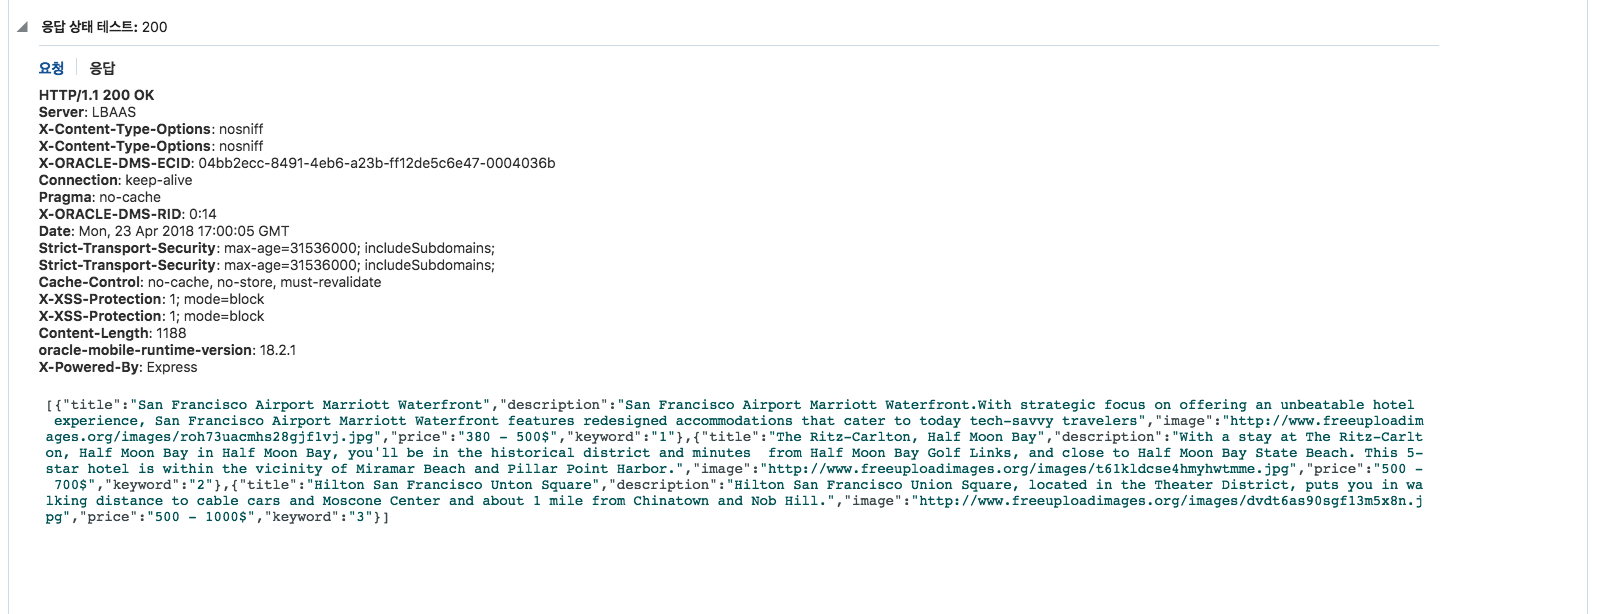 응답 상태 테스트: 200
요청 응답
HTTP/1.1 200 OK
Server: LBAAS
X-Content-Type-Options: nosniff
X-Content-Type-Options: nosniff
X-ORACLE-DMS-ECID: 04bb2ecc-8491-4eb6-a23b-ff12de5c6e47-0004036b
Connection: keep-alive
Pragma: no-cache
X-ORACLE-DMS-RID: 0:14
Date: Mon, 23 Apr 2018 17:00:05 GMT
Strict-Transport-Security: max-age=31536000; includeSubdomains;
Strict-Transport-Security: max-age=31536000; includeSubdomains;
Cache-Control: no-cache, no-store, must-revalidate
X-XSS-Protection: 1; mode=block
X-XSS-Protection: 1; mode=block
Content-Length: 1188
oracle-mobile-runtime-version: 18.2.1
X-Powered-By: Express
[{"title":"San Francisco Airport Marriott Waterfront","description":"San Francisco Airport Marriott Waterfront.With strategic focus on offering an unbeatable hotel
experience, San Francisco Airport Marriott Waterfront features redesigned accommodations that cater to today tech-savvy travelers","image":"http://www.freeuploadim
ages.org/images/roh73uacmhs28gjf1vj.jpg","price":"380 - 500$","keyword":"1"},{"title":"The Ritz-Carlton, Half Moon Bay","description":"With a stay at The Ritz-Carlt
on, Half Moon Bay in Half Moon Bay, you'll be in the historical district and minutes  from Half Moon Bay Golf Links, and close to Half Moon Bay State Beach. This 5-
star hotel is within the vicinity of Miramar Beach and Pillar Point Harbor.","image":"http://www.freeuploadimages.org/images/t61kldcse4hmyhwtmme.jpg","price":"500 -
700$","keyword":"2"},{"title":"Hilton San Francisco Unton Square","description":"Hilton San Francisco Union Square, located in the Theater District, puts you in wa
lking distance to cable cars and Moscone Center and about 1 mile from Chinatown and Nob Hill.","image":"http://www.freeuploadimages.org/images/dvdt6as90sgf13m5x8n.j
pg","price":"500 - 1000$","keyword":"3"}]